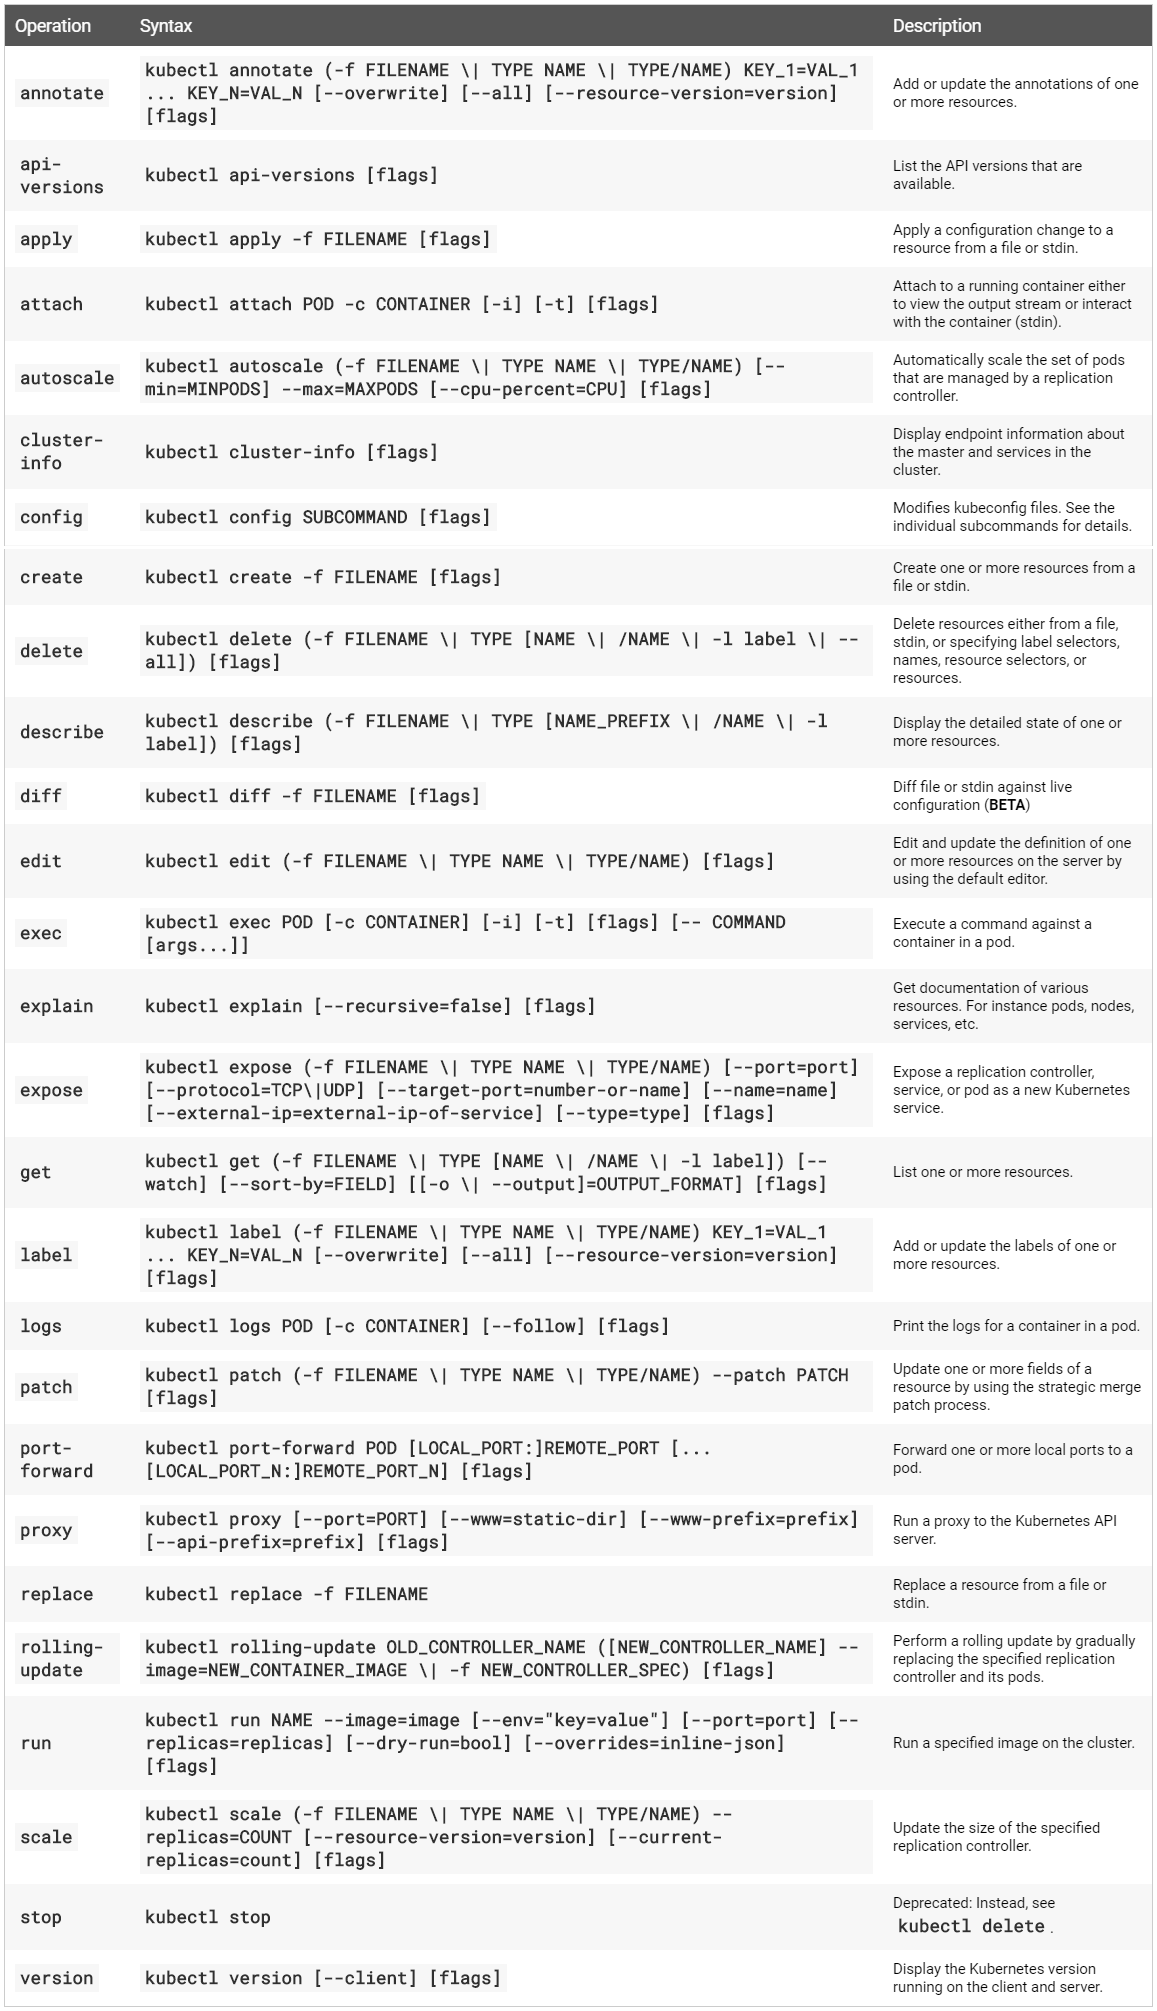 Operation Syntax Description
annotate
kubectl annotate (-f FILENAME \| TYPE NAME \| TYPE/NAME) KEY_1=VAL_1
... KEY_N=VAL_N [--overwrite] [--all] [--resource-version=version]
[flags]
Add or update the annotations of one
or more resources.
api-
versions
kubectl api-versions [flags]
List the API versions that are
available.
apply
kubectl apply -f FILENAME [flags]
Apply a configuration change to a
resource from a file or stdin.
attach
kubectl attach POD -c CONTAINER [-i] [-t] [flags]
Attach to a running container either
to view the output stream or interact
with the container (stdin).
autoscale
kubectl autoscale (-f FILENAME \| TYPE NAME \| TYPE/NAME) [--
min=MINPODS] --max=MAXPODS [--cpu-percent=CPU] [flags]
Automatically scale the set of pods
that are managed by a replication
controller.
cluster-
info
kubectl cluster-info [flags]
Display endpoint information about
the master and services in the
cluster.
config
kubectl config SUBCOMMAND [flags]
Modifies kubeconfig files. See the
individual subcommands for details.
create
kubectl create -f FILENAME [flags]
Create one or more resources from a
file or stdin.
delete
kubectl delete (-f FILENAME \| TYPE [NAME \| /NAME \| -l label \| --
all]) [flags]
Delete resources either from a file,
stdin, or specifying label selectors,
names, resource selectors, or
resources.
describe
kubectl describe (-f FILENAME \| TYPE [NAME_PREFIX \| /NAME \| -l
label]) [flags]
Display the detailed state of one or
more resources.
diff
kubectl diff -f FILENAME [flags]
Diff file or stdin against live
configuration (BETA)
edit
kubectl edit (-f FILENAME \| TYPE NAME \| TYPE/NAME) [flags]
Edit and update the definition of one
or more resources on the server by
using the default editor.
exec
kubectl exec POD [-c CONTAINER] [-i] [-t] [flags] [-- COMMAND
[args...]]
Execute a command against a
container in a pod.
explain
kubectl explain [--recursive=false] [flags]
Get documentation of various
resources. For instance pods, nodes,
services, etc.
expose
kubectl expose (-f FILENAME \| TYPE NAME \| TYPE/NAME) [--port=port]
[--protocol=TCP\|UDP] [--target-port=number-or-name] [--name=name]
[--external-ip=external-ip-of-service] [--type=type] [flags]
Expose a replication controller,
service, or pod as a new Kubernetes
service.
get
kubectl get (-f FILENAME \| TYPE [NAME \| /NAME \| -l label]) [--
watch] [--sort-by=FIELD] [[-o \| --output]=OUTPUT_FORMAT] [flags]
List one or more resources.
label
kubectl label (-f FILENAME \| TYPE NAME \| TYPE/NAME) KEY_1=VAL_1
... KEY_N=VAL_N [--overwrite] [--all] [--resource-version=version]
[flags]
Add or update the labels of one or
more resources.
logs
kubectl logs POD [-c CONTAINER] [--follow] [flags]
Print the logs for a container in a pod.
patch
kubectl patch (-f FILENAME \| TYPE NAME \| TYPE/NAME) --patch PATCH
[flags]
Update one or more fields of a
resource by using the strategic merge
patch process.
port-
forward
kubectl port-forward POD [LOCAL_PORT:]REMOTE_PORT [...
[LOCAL_PORT_N:]REMOTE_PORT_N] [flags]
Forward one or more local ports to a
pod.
proxy
kubectl proxy [--port=PORT] [--www=static-dir] [--www-prefix=prefix]
[--api-prefix=prefix] [flags]
Run a proxy to the Kubernetes API
server.
replace
kubectl replace -f FILENAME
Replace a resource from a file or
stdin.
rolling-
update
kubectl rolling-update OLD_CONTROLLER_NAME ([NEW_CONTROLLER_NAME] --
image=NEW_CONTAINER_IMAGE \| -f NEW_CONTROLLER_SPEC) [flags]
Perform a rolling update by gradually
replacing the specified replication
controller and its pods.
run
kubectl run NAME --image=image [--env="key=value"] [--port=port] [--
replicas=replicas] [--dry-run=bool] [--overrides=inline-json]
[flags]
Run a specified image on the cluster.
scale
kubectl scale (-f FILENAME \| TYPE NAME \| TYPE/NAME) --
replicas=COUNT [--resource-version=version] [--current-
replicas=count] [flags]
Update the size of the specified
replication controller.
stop
kubectl stop
Deprecated: Instead, see
kubectl delete .
version
kubectl version [--client] [flags]
Display the Kubernetes version
running on the client and server.